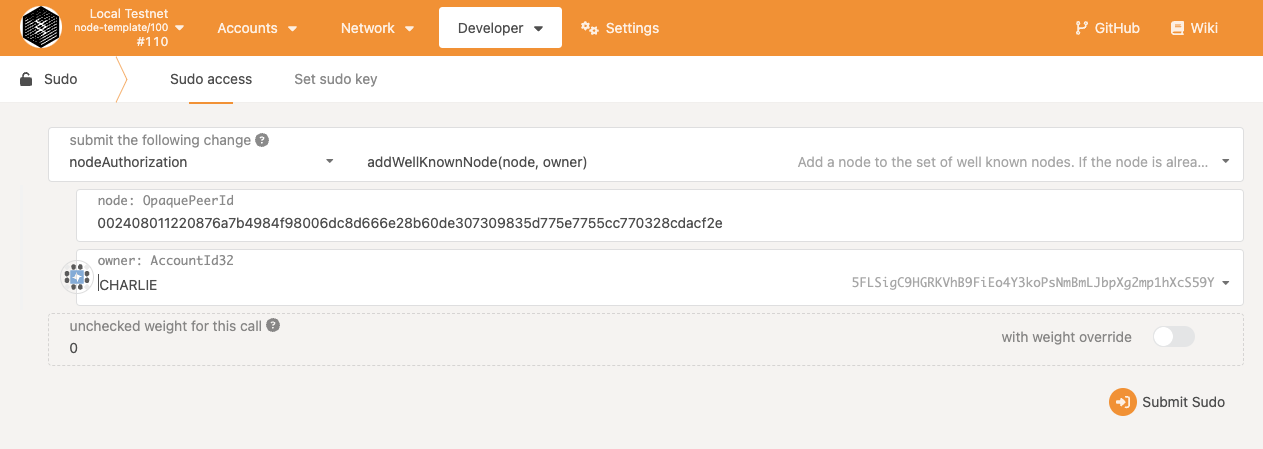 Local Testnet
node-template/100
#110
Accounts
Network
Developer
Settings
GitHub
Wiki
Sudo
Sudo access
Set sudo key
submit the following change ?
nodeAuthorization
addWellKnownNode(node, owner)
Add a node to the set of well known nodes. If the node is alrea...
node: OpaquePeerId
002408011220876a7b4984f98006dc8d666e28b60de307309835d775e7755cc770328cdacf2e
owner: AccountId32
CHARLIE
5FLSigC9HGRKVhB9FiEo4Y3koPsNmBmLJbpXg2mp1hXcS59Y
unchecked weight for this call ?
0
with weight override
Submit Sudo